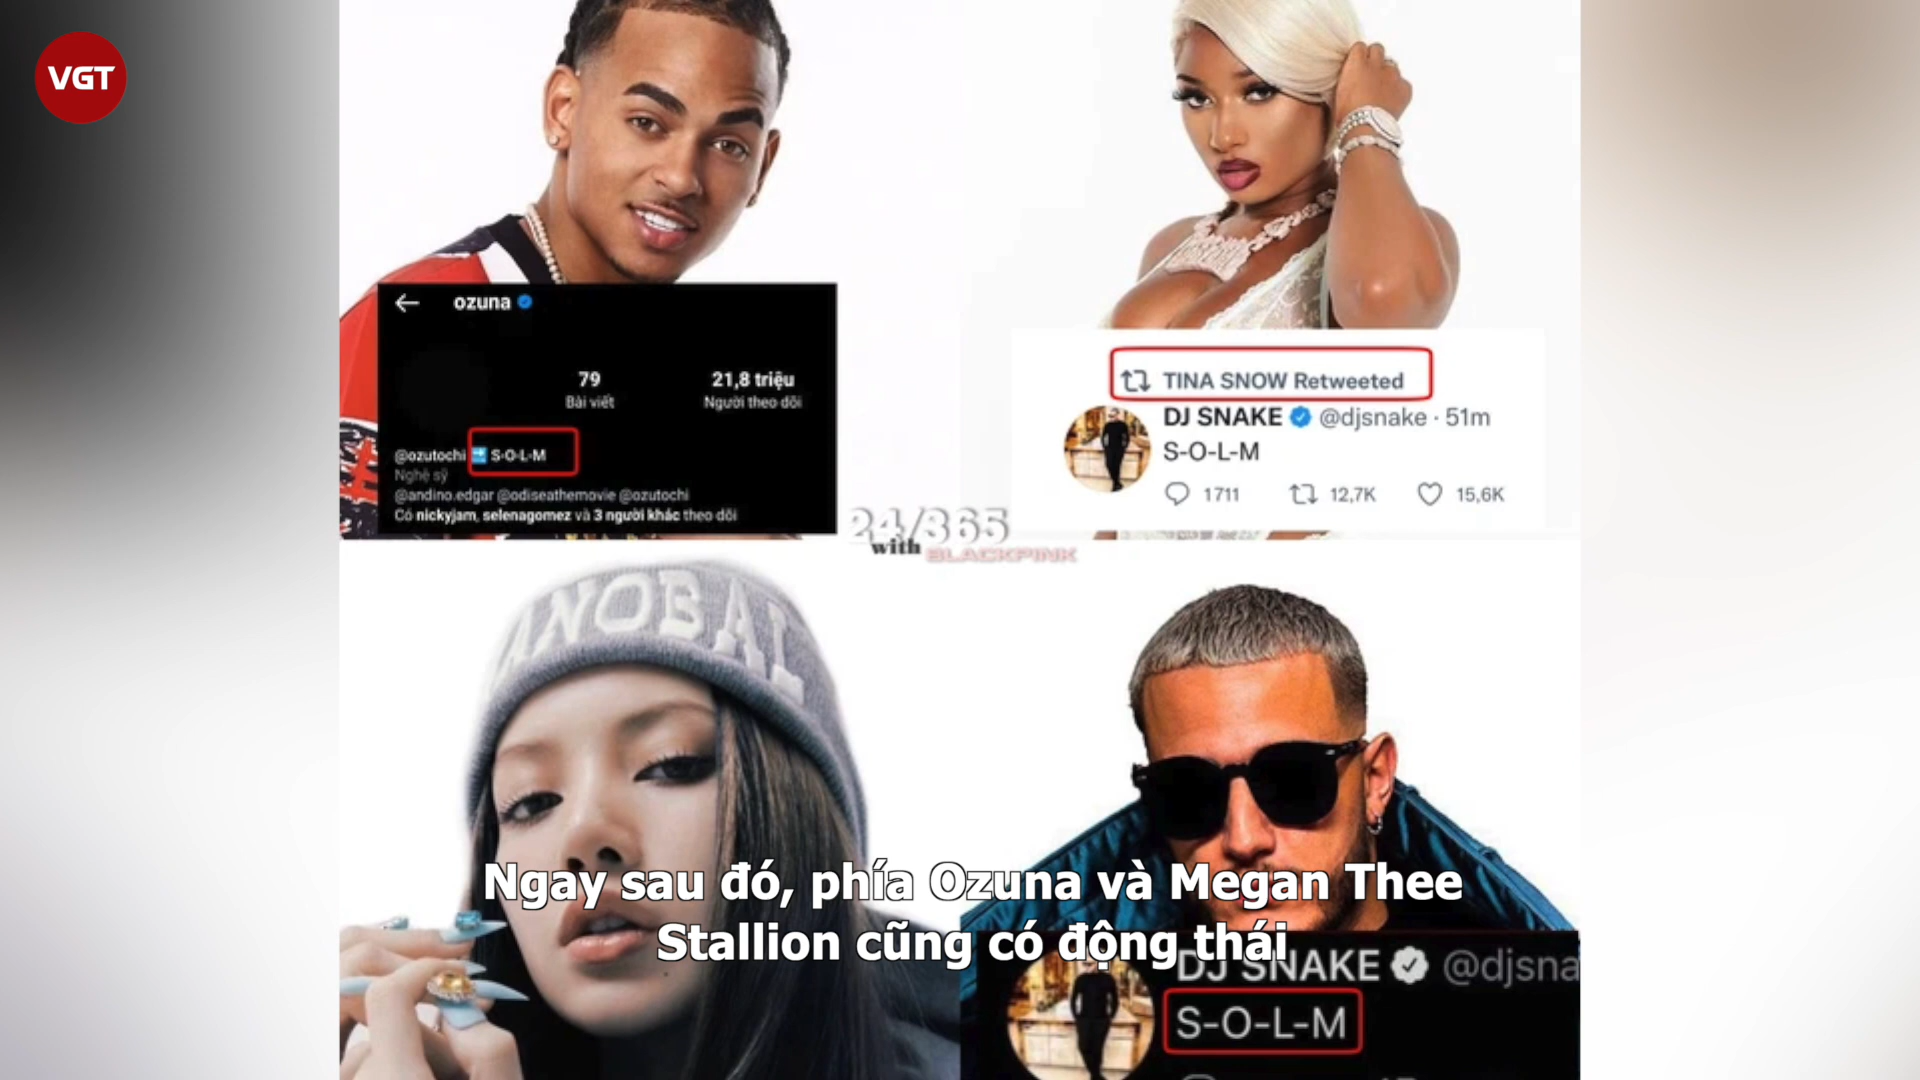 VGT
ozuna
79
21,8 triệu
Bài viết
Người theo dõi
@ozutochi ➡ S-O-L-M
Nghệ sỹ
@andino.edgar @odiseathemovie @ozutochi
Có nickyjam, selenagomez và 3 người khác theo dõi
TINA SNOW Retweeted
DJ SNAKE @djsnake · 51m
S-O-L-M
1711 12,7K 15,6K
24/365
with BLACKPINK
ANOBAL
Ngay sau đó, phía Ozuna và Megan Thee
Stallion cũng có động thái
DJ SNAKE @djsna
S-O-L-M